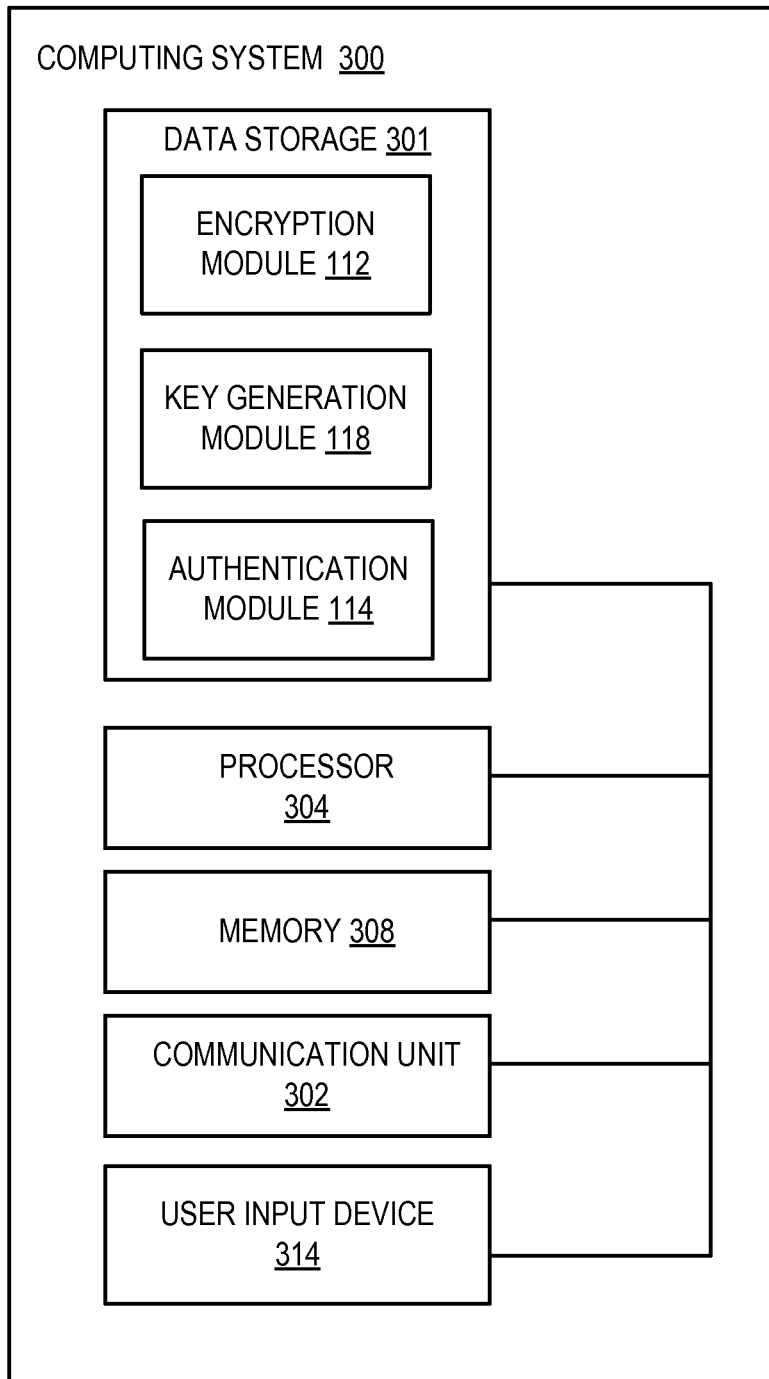 COMPUTING SYSTEM 300
DATA STORAGE 301
ENCRYPTION
MODULE 112
KEY GENERATION
MODULE 118
AUTHENTICATION
MODULE 114
PROCESSOR
304
MEMORY 308
COMMUNICATION UNIT
302
USER INPUT DEVICE
314